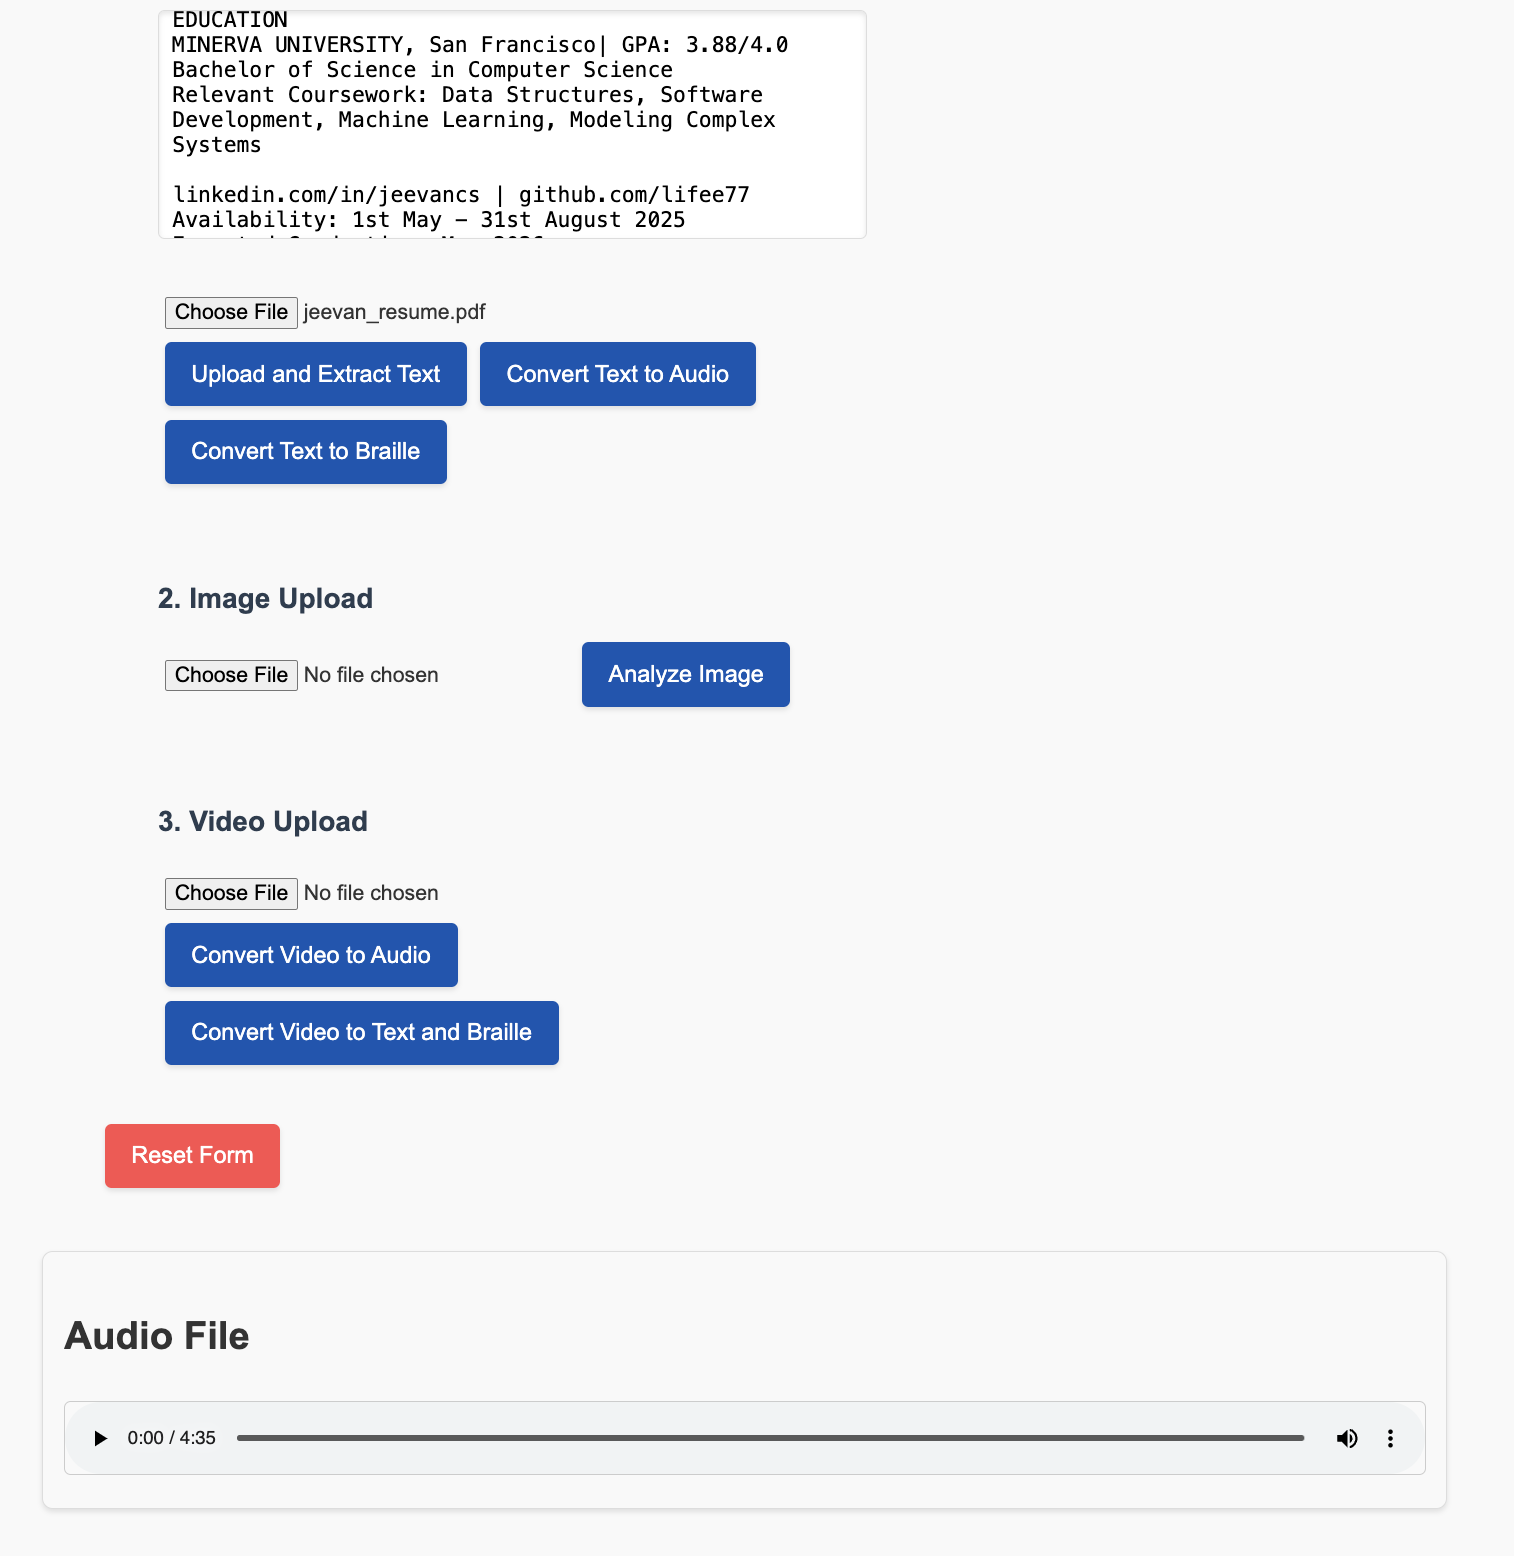 EDUCATION
MINERVA UNIVERSITY, San Francisco| GPA: 3.88/4.0
Bachelor of Science in Computer Science
Relevant Coursework: Data Structures, Software
Development, Machine Learning, Modeling Complex
Systems
linkedin.com/in/jeevancs | github.com/lifee77
Availability: 1st May – 31st August 2025
Choose File jeevan_resume.pdf
Upload and Extract Text Convert Text to Audio
Convert Text to Braille
2. Image Upload
Choose File No file chosen Analyze Image
3. Video Upload
Choose File No file chosen
Convert Video to Audio
Convert Video to Text and Braille
Reset Form
Audio File
0:00 / 4:35